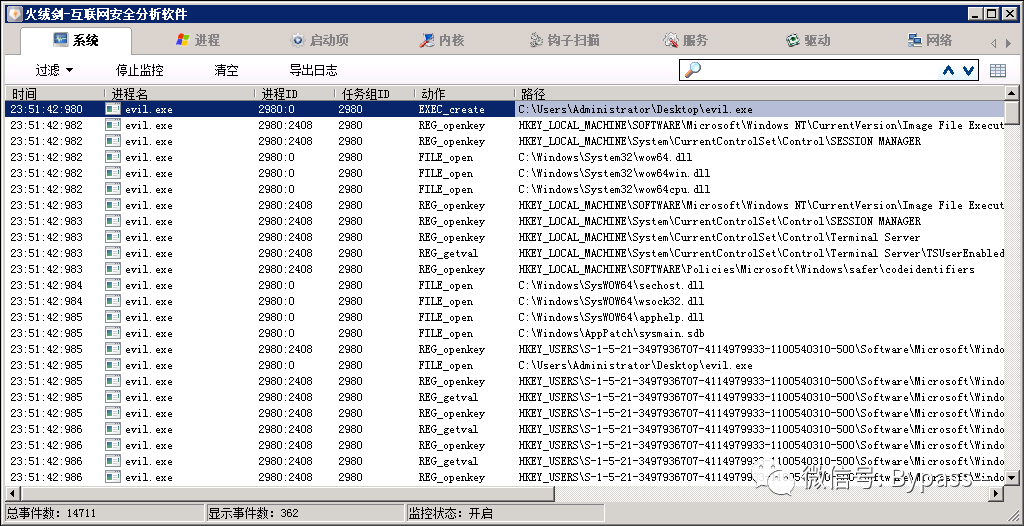 火绒剑-互联网安全分析软件
系统 进程 启动项 内核 钩子扫描 服务 驱动 网络
过滤 停止监控 清空 导出日志
时间 进程名 进程ID 任务组ID 动作 路径
23:51:42:980 evil.exe 2980:0 2980 EXEC_create C:\Users\Administrator\Desktop\evil.exe
23:51:42:982 evil.exe 2980:2408 2980 REG_openkey HKEY_LOCAL_MACHINE\SOFTWARE\Microsoft\Windows NT\CurrentVersion\Image File Execut
23:51:42:982 evil.exe 2980:2408 2980 REG_openkey HKEY_LOCAL_MACHINE\System\CurrentControlSet\Control\SESSION MANAGER
23:51:42:982 evil.exe 2980:0 2980 FILE_open C:\Windows\System32\wow64.dll
23:51:42:982 evil.exe 2980:0 2980 FILE_open C:\Windows\System32\wow64win.dll
23:51:42:982 evil.exe 2980:0 2980 FILE_open C:\Windows\System32\wow64cpu.dll
23:51:42:983 evil.exe 2980:2408 2980 REG_openkey HKEY_LOCAL_MACHINE\SOFTWARE\Microsoft\Windows NT\CurrentVersion\Image File Execut
23:51:42:983 evil.exe 2980:2408 2980 REG_openkey HKEY_LOCAL_MACHINE\System\CurrentControlSet\Control\SESSION MANAGER
23:51:42:983 evil.exe 2980:2408 2980 REG_openkey HKEY_LOCAL_MACHINE\System\CurrentControlSet\Control\Terminal Server
23:51:42:983 evil.exe 2980:2408 2980 REG_getval HKEY_LOCAL_MACHINE\System\CurrentControlSet\Control\Terminal Server\TSUserEnabled
23:51:42:983 evil.exe 2980:2408 2980 REG_openkey HKEY_LOCAL_MACHINE\SOFTWARE\Policies\Microsoft\Windows\safer\codeidentifiers
23:51:42:984 evil.exe 2980:0 2980 FILE_open C:\Windows\SysWOW64\sechost.dll
23:51:42:984 evil.exe 2980:0 2980 FILE_open C:\Windows\SysWOW64\wsock32.dll
23:51:42:985 evil.exe 2980:0 2980 FILE_open C:\Windows\SysWOW64\apphelp.dll
23:51:42:985 evil.exe 2980:0 2980 FILE_open C:\Windows\AppPatch\sysmain.sdb
23:51:42:985 evil.exe 2980:2408 2980 REG_openkey HKEY_USERS\S-1-5-21-3497936707-4114979933-1100540310-500\Software\Microsoft\Windo
23:51:42:985 evil.exe 2980:0 2980 FILE_open C:\Users\Administrator\Desktop\evil.exe
23:51:42:985 evil.exe 2980:2408 2980 REG_openkey HKEY_USERS\S-1-5-21-3497936707-4114979933-1100540310-500\Software\Microsoft\Windo
23:51:42:985 evil.exe 2980:2408 2980 REG_getval HKEY_USERS\S-1-5-21-3497936707-4114979933-1100540310-500\Software\Microsoft\Windo
23:51:42:985 evil.exe 2980:2408 2980 REG_openkey HKEY_USERS\S-1-5-21-3497936707-4114979933-1100540310-500\Software\Microsoft\Windo
23:51:42:986 evil.exe 2980:2408 2980 REG_getval HKEY_USERS\S-1-5-21-3497936707-4114979933-1100540310-500\Software\Microsoft\Windo
23:51:42:986 evil.exe 2980:2408 2980 REG_openkey HKEY_USERS\S-1-5-21-3497936707-4114979933-1100540310-500\Software\Microsoft\Windo
23:51:42:986 evil.exe 2980:2408 2980 REG_getval HKEY_USERS\S-1-5-21-3497936707-4114979933-1100540310-500\Software\Microsoft\Windo
23:51:42:986 evil.exe 2980:2408 2980 REG_openkey HKEY_USERS\S-1-5-21-3497936707-4114979933-1100540310-500\Software\Microsoft\Windo
微信号: Bypass
总事件数: 14711 显示事件数: 362 监控状态: 开启